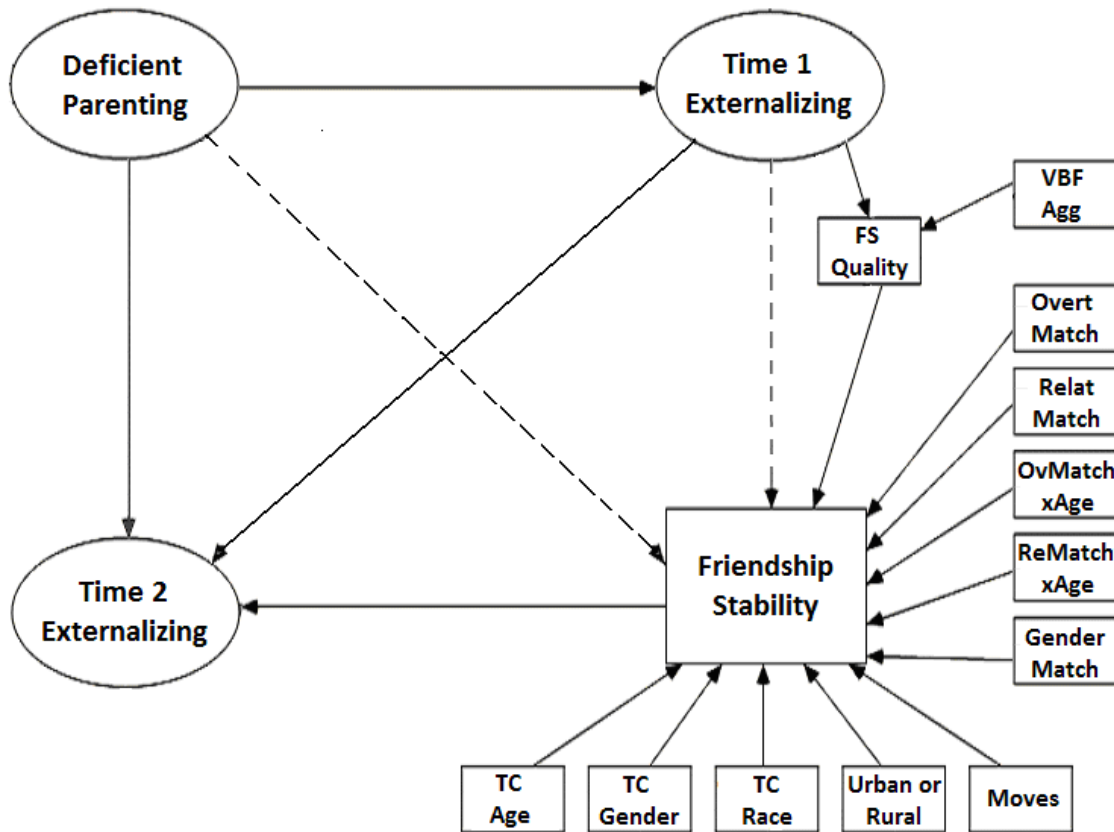 Deficient
Parenting
Time 1
Externalizing
VBF
Agg
FS
Quality
Overt
Match
Relat
Match
OvMatch
xAge
ReMatch
xAge
Gender
Match
Friendship
Stability
Time 2
Externalizing
TC
Age
TC
Gender
TC
Race
Urban or
Rural
Moves